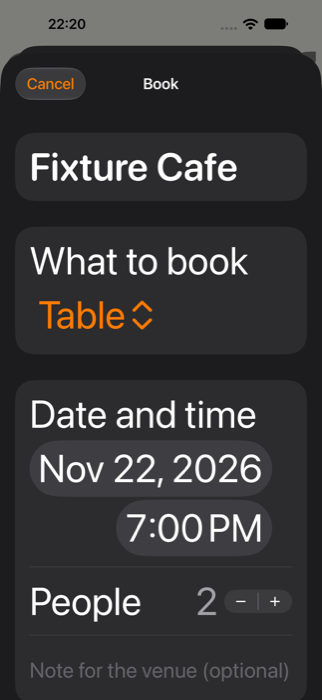 22:20
Cancel
Book
Fixture Cafe
What to book
Table
Date and time
Nov 22, 2026
7:00 PM
People
2
− +
Note for the venue (optional)